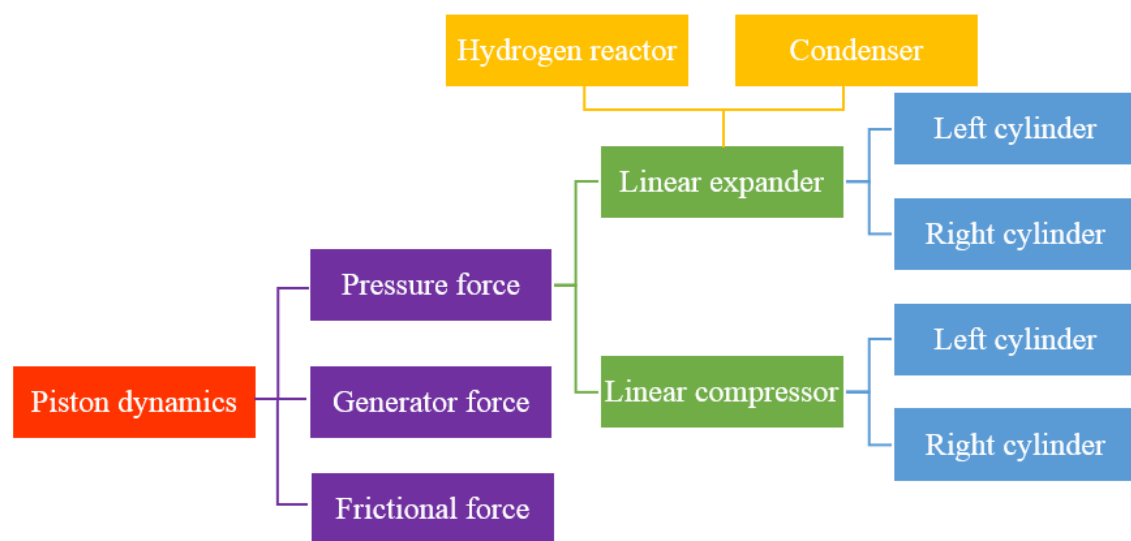 Hydrogen reactor
Condenser
Left cylinder
Linear expander
Right cylinder
Pressure force
Left cylinder
Linear compressor
Piston dynamics
Generator force
Right cylinder
Frictional force